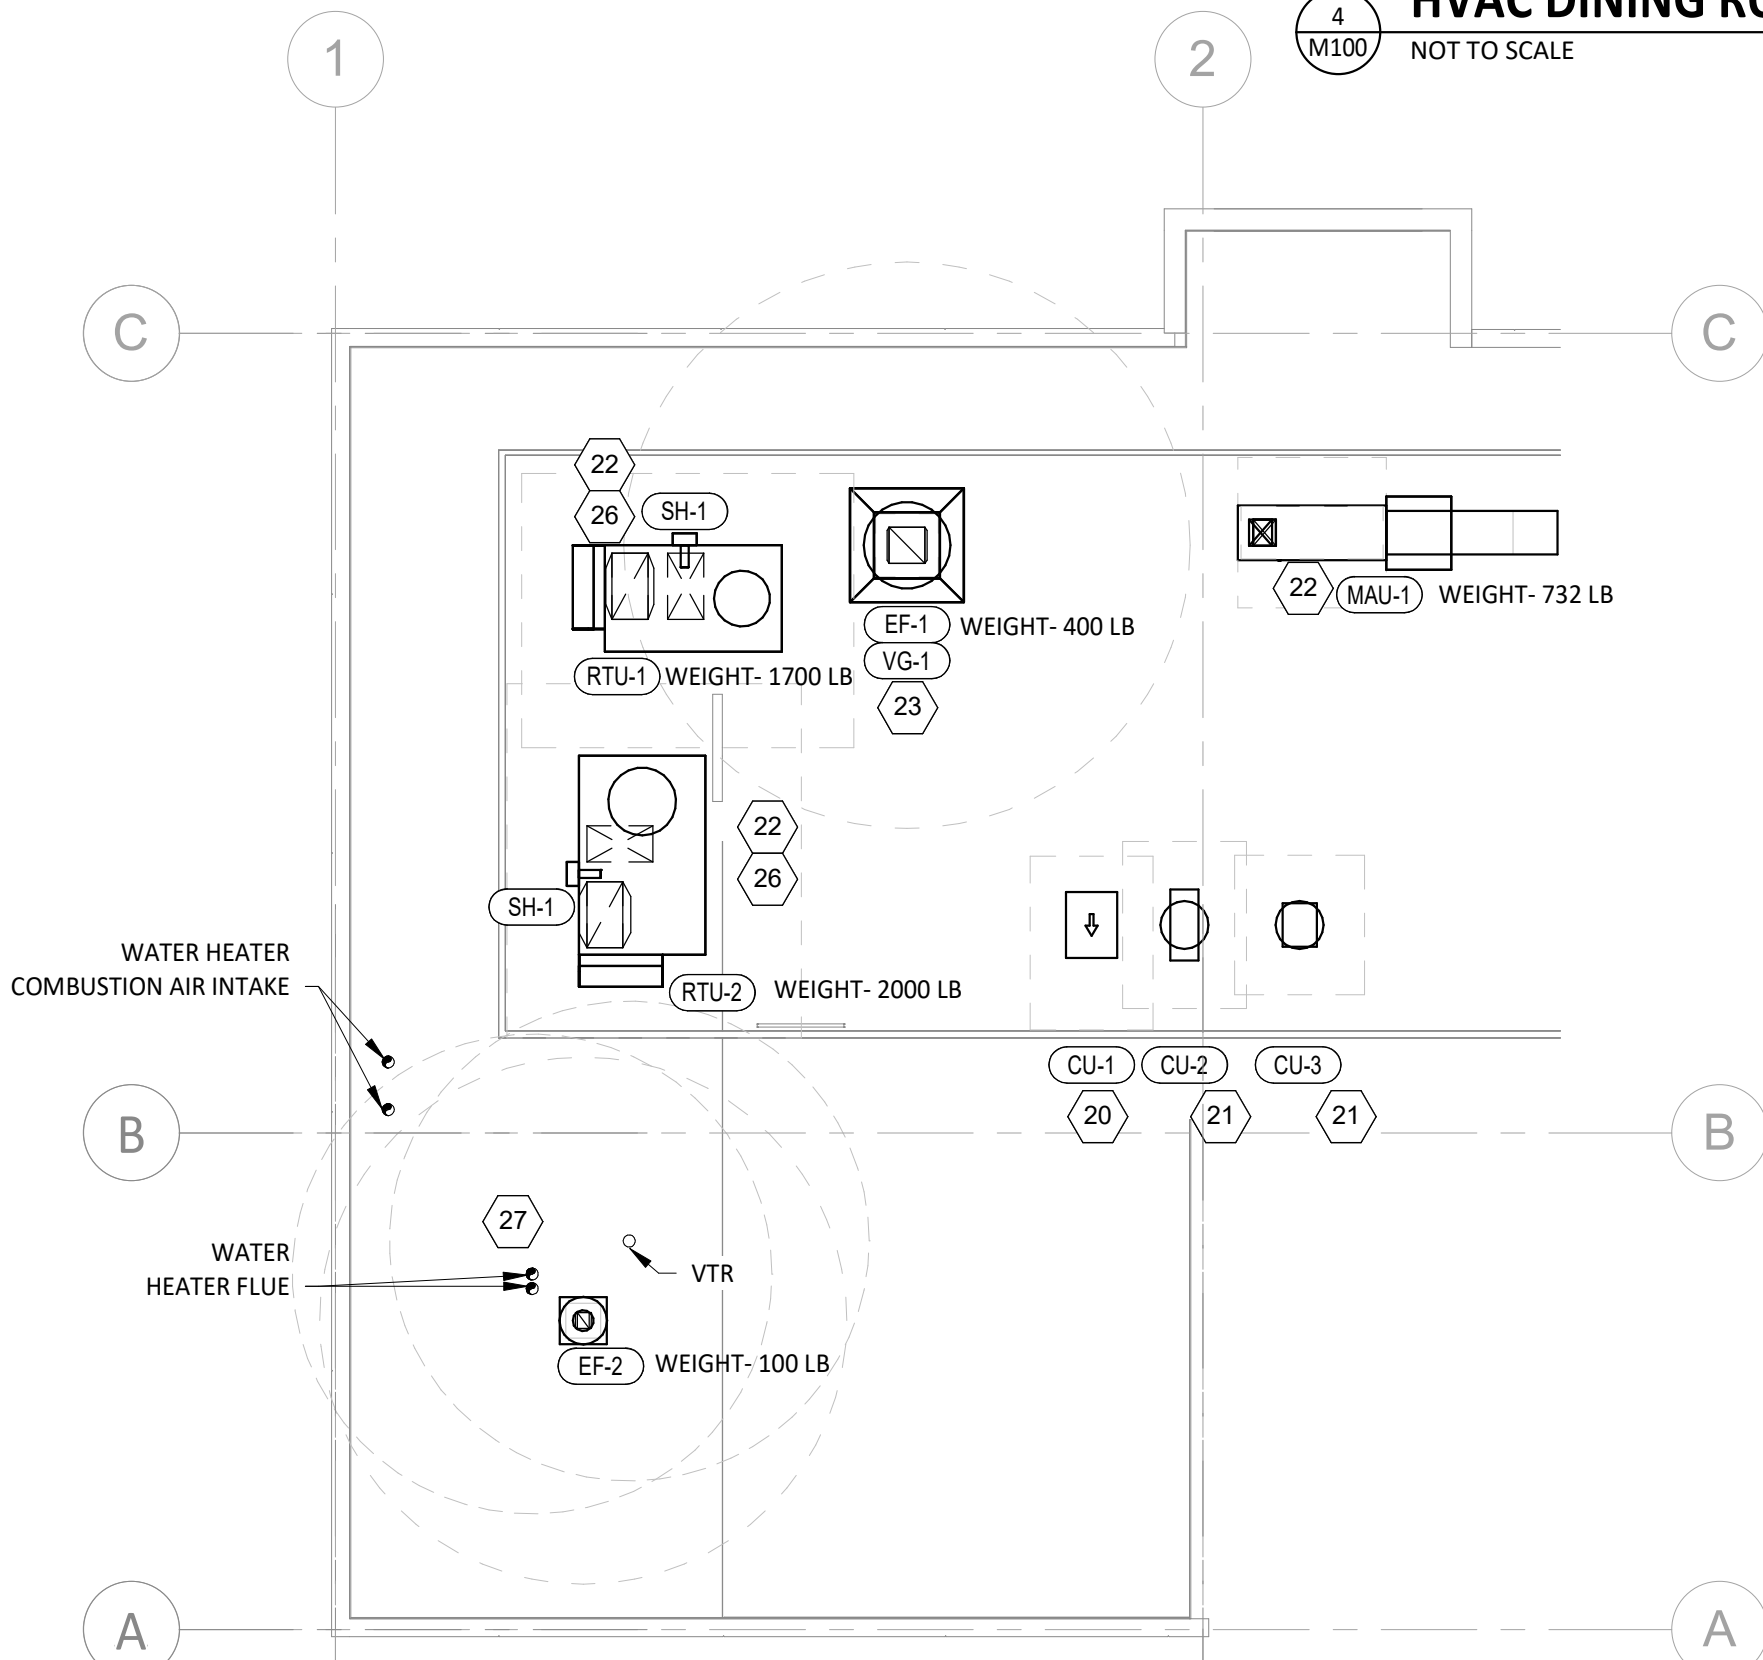 1
2
4
M100
HVAC DINING
NOT TO SCALE
C
C
22
26
SH-1
RTU-1
WEIGHT- 1700 LB
EF-1
WEIGHT- 400 LB
VG-1
23
22
MAU-1
WEIGHT- 732 LB
22
26
SH-1
RTU-2
WEIGHT- 2000 LB
WATER HEATER
COMBUSTION AIR INTAKE
CU-1
CU-2
CU-3
20
21
21
B
B
27
WATER
HEATER FLUE
VTR
EF-2
WEIGHT- 100 LB
A
A